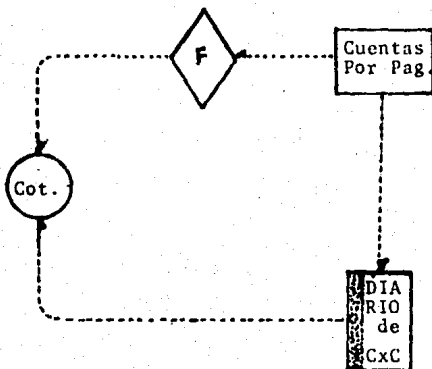 F
Cuentas
Por Pag.
Cot.
DIA
RIO
de
CxC